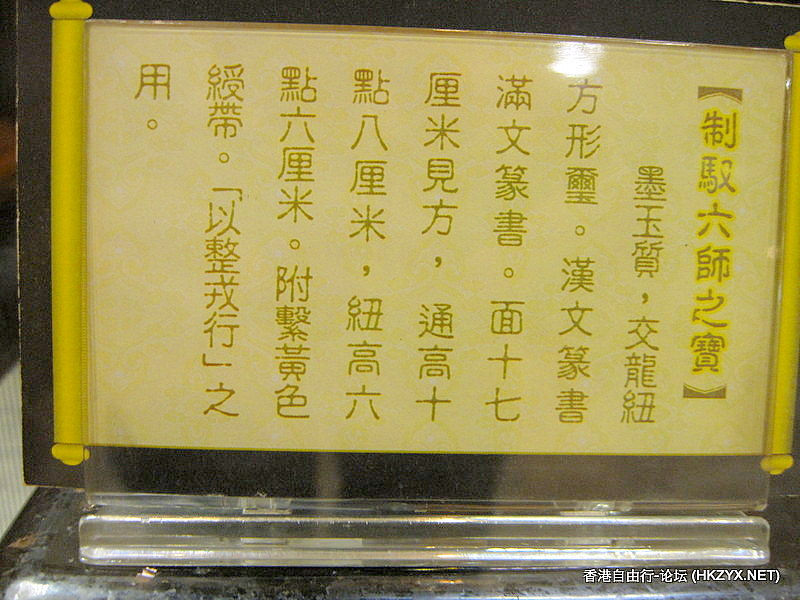 【制馭六師之寶】
墨玉質，交龍紐
方形璽。漢文篆書
滿文篆書。面十七
厘米見方，通高十
點八厘米，紐高六
點六厘米。附繫黃色
綬帶。「以整戎行」之
用。
香港自由行-论坛 (HKZYX.NET)